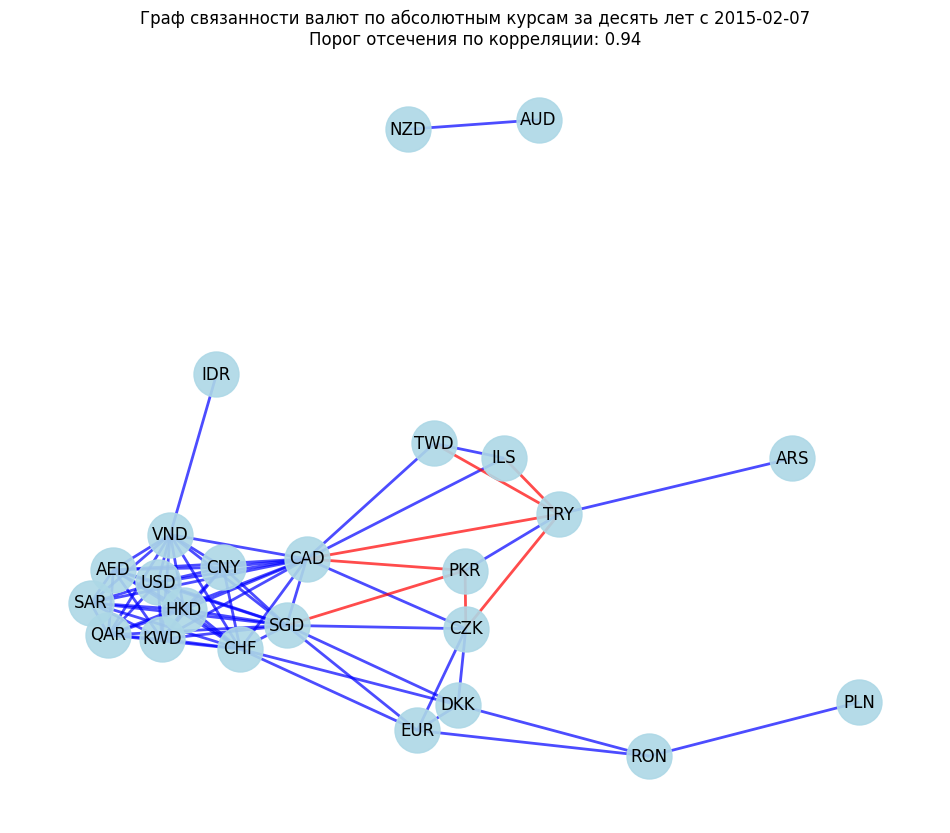 Граф связанности валют по абсолютным курсам за десять лет с 2015-02-07
Порог отсечения по корреляции: 0.94
NZD
AUD
IDR
TWD
ILS
ARS
TRY
VND
CAD
CNY
AED
PKR
USD
SAR
HKD
SGD
CZK
QAR
KWD
CHF
DKK
PLN
EUR
RON